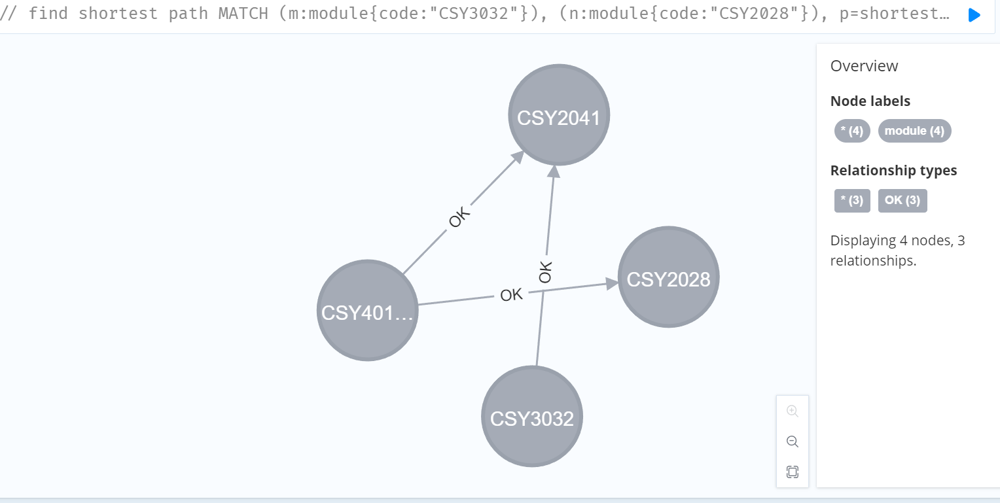 // find shortest path MATCH (m:module{code:"CSY3032"}), (n:module{code:"CSY2028"}), p=shortest…
CSY2041
OK
OK
OK
CSY2028
CSY401…
CSY3032
Overview
Node labels
* (4)
module (4)
Relationship types
* (3)
OK (3)
Displaying 4 nodes, 3
relationships.